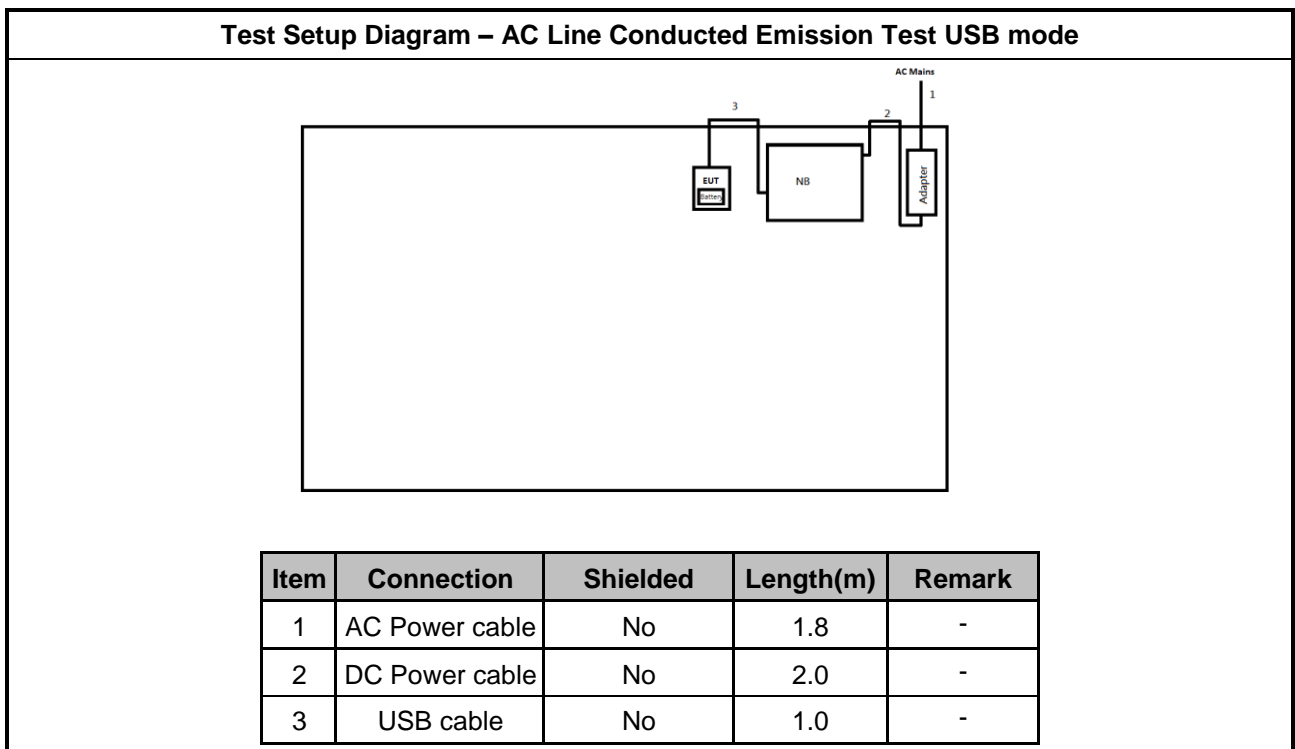 Test Setup Diagram – AC Line Conducted Emission Test USB mode
AC Mains
1
3
2
EUT
Battery
NB
Adapter
Item Connection Shielded Length(m) Remark
1 AC Power cable No 1.8 -
2 DC Power cable No 2.0 -
3 USB cable No 1.0 -